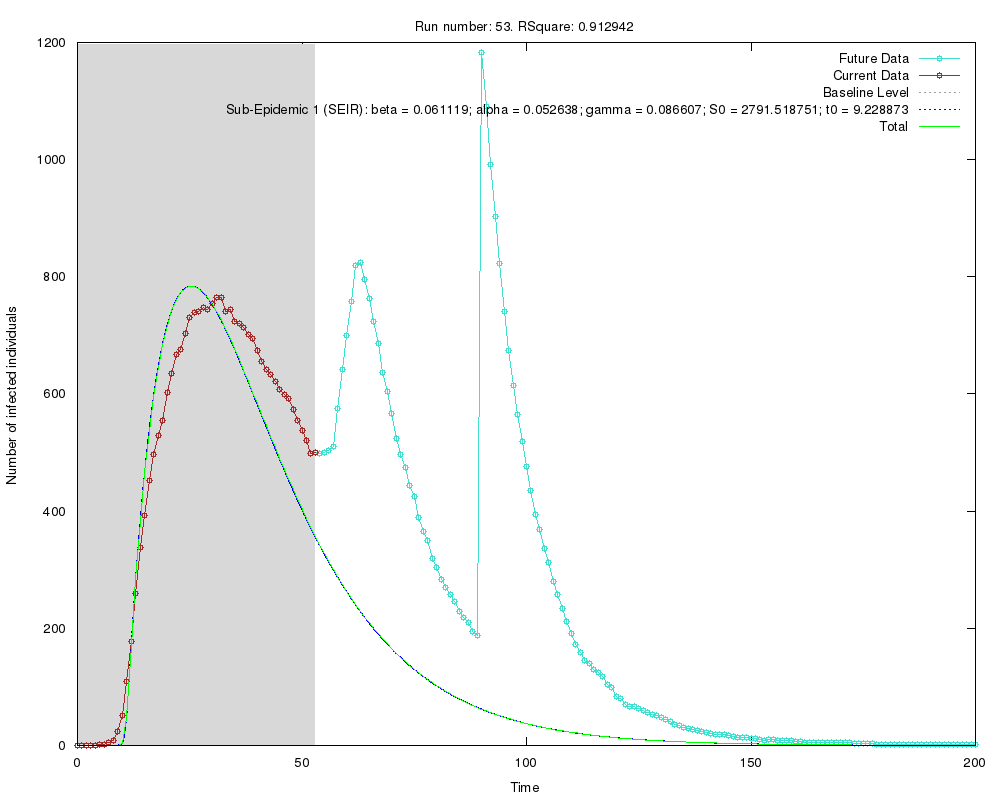 Run number: 53. RSquare: 0.912942
Future Data
Current Data
Baseline Level
Sub-Epidemic 1 (SEIR): beta = 0.061119; alpha = 0.052638; gamma = 0.086607; S0 = 2791.518751; t0 = 9.228873
Total
1200
1000
800
600
400
200
0
Number of infected individuals
0 50 100 150 200
Time